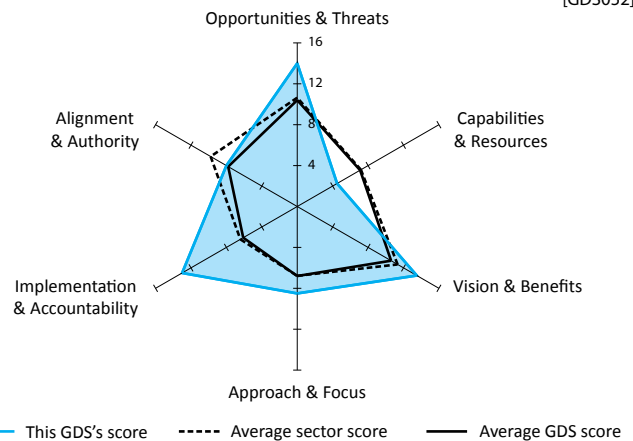 [GDS052]
Opportunities & Threats
16
12
8
4
Alignment
& Authority
Capabilities
& Resources
Implementation
& Accountability
Vision & Benefits
Approach & Focus
This GDS's score
Average sector score
Average GDS score